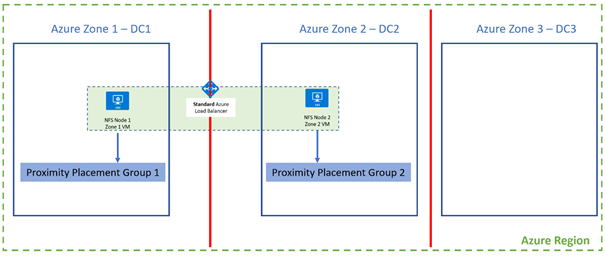 Azure Zone 1 – DC1
Azure Zone 2 – DC2
Azure Zone 3 – DC3
Standard Azure
Load Balancer
NFS Node 1
Zone 1 VM
NFS Node 2
Zone 2 VM
Proximity Placement Group 1
Proximity Placement Group 2
Azure Region